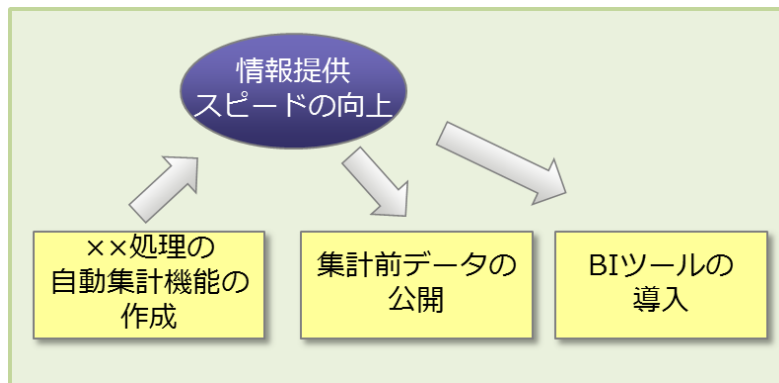 情報提供
スピードの向上
××処理の
自動集計機能の
作成
集計前データの
公開
BIツールの
導入